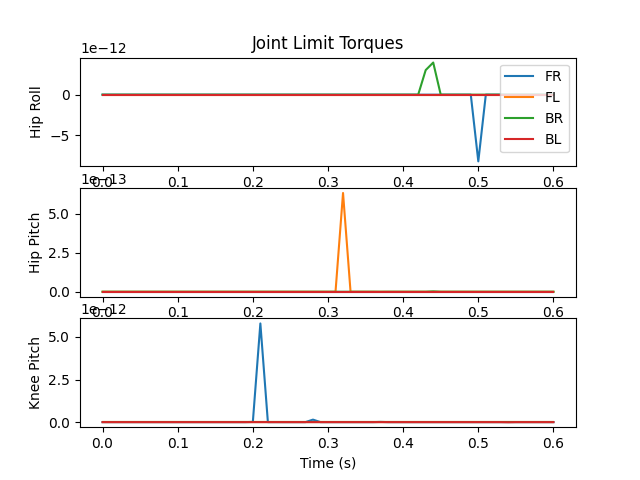 Joint Limit Torques
1e−12
Hip Roll
0
−5
FR
FL
BR
BL
0.0 0.1 0.2 0.3 0.4 0.5 0.6
1e−13
Hip Pitch
5.0
2.5
0.0
0.0 0.1 0.2 0.3 0.4 0.5 0.6
1e−12
Knee Pitch
5.0
2.5
0.0
0.0 0.1 0.2 0.3 0.4 0.5 0.6
Time (s)